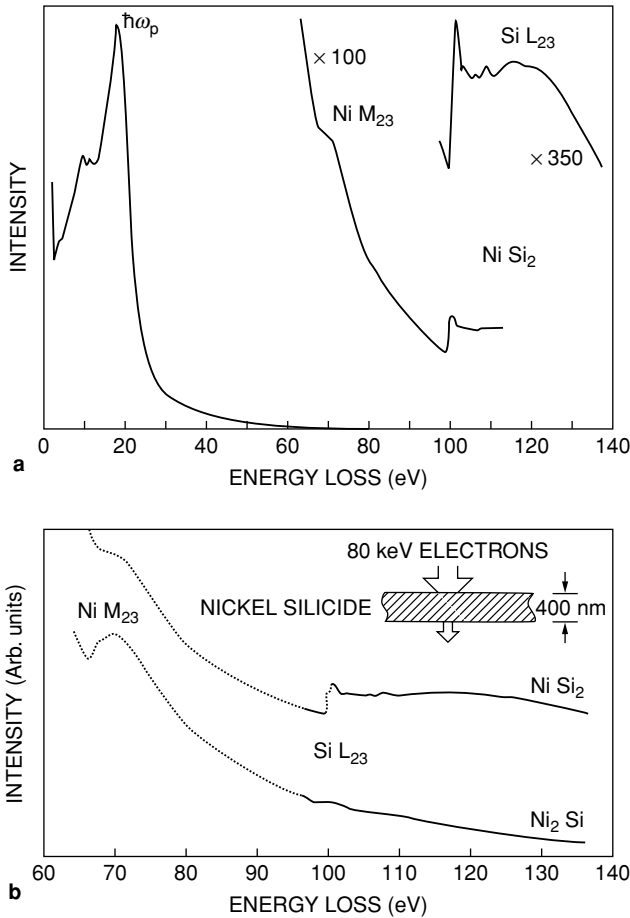 ħωₚ
× 100
Ni M₂₃
Si L₂₃
× 350
Ni Si₂
INTENSITY
0 20 40 60 80 100 120 140
ENERGY LOSS (eV)
a
80 keV ELECTRONS
NICKEL SILICIDE
400 nm
Ni M₂₃
Ni Si₂
Si L₂₃
Ni₂ Si
INTENSITY (Arb. units)
60 70 80 90 100 110 120 130 140
ENERGY LOSS (eV)
b